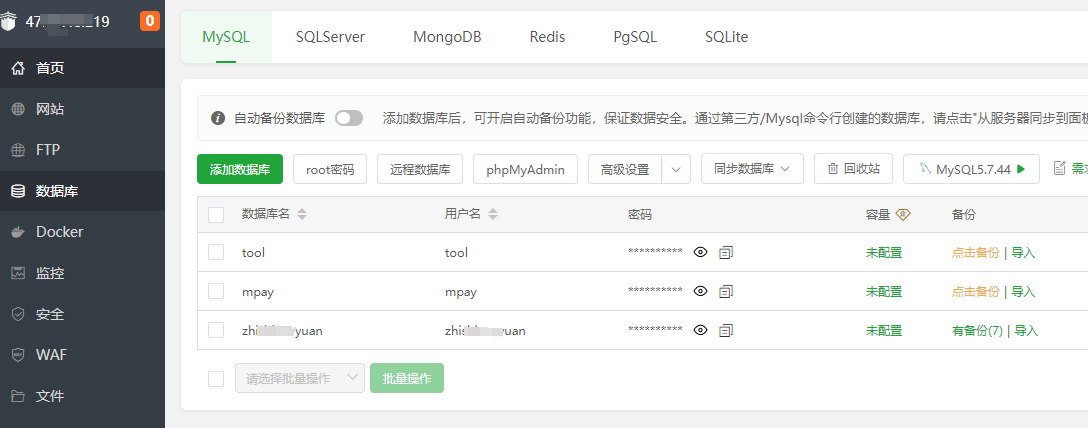 47. 219 0
首页
网站
FTP
数据库
Docker
监控
安全
WAF
文件
MySQL SQLServer MongoDB Redis PgSQL SQLite
自动备份数据库 添加数据库后，可开启自动备份功能，保证数据安全。通过第三方/Mysql命令行创建的数据库，请点击"从服务器同步到面板
添加数据库 root密码 远程数据库 phpMyAdmin 高级设置 同步数据库 回收站 MySQL5.7.44 需求
数据库名 用户名 密码 容量 备份
tool tool ********** 未配置 点击备份 | 导入
mpay mpay ********** 未配置 点击备份 | 导入
zhi yuan zhis yuan ********** 未配置 有备份(7) | 导入
请选择批量操作 批量操作